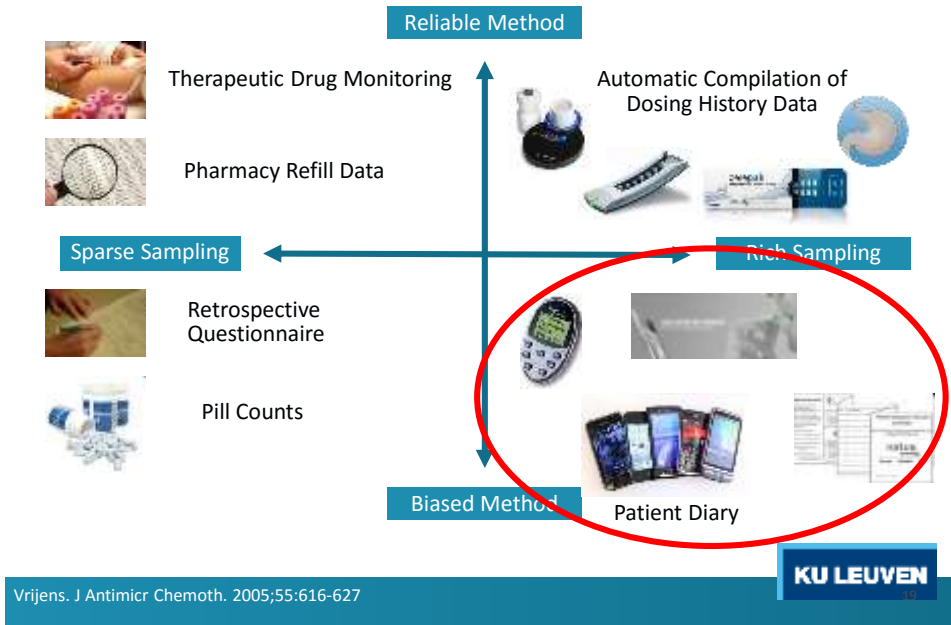 Reliable Method
Therapeutic Drug Monitoring
Automatic Compilation of
Dosing History Data
Pharmacy Refill Data
Sparse Sampling
Rich Sampling
Retrospective
Questionnaire
Pill Counts
Biased Method
Patient Diary
KU LEUVEN
19
Vrijens. J Antimicr Chemoth. 2005;55:616-627